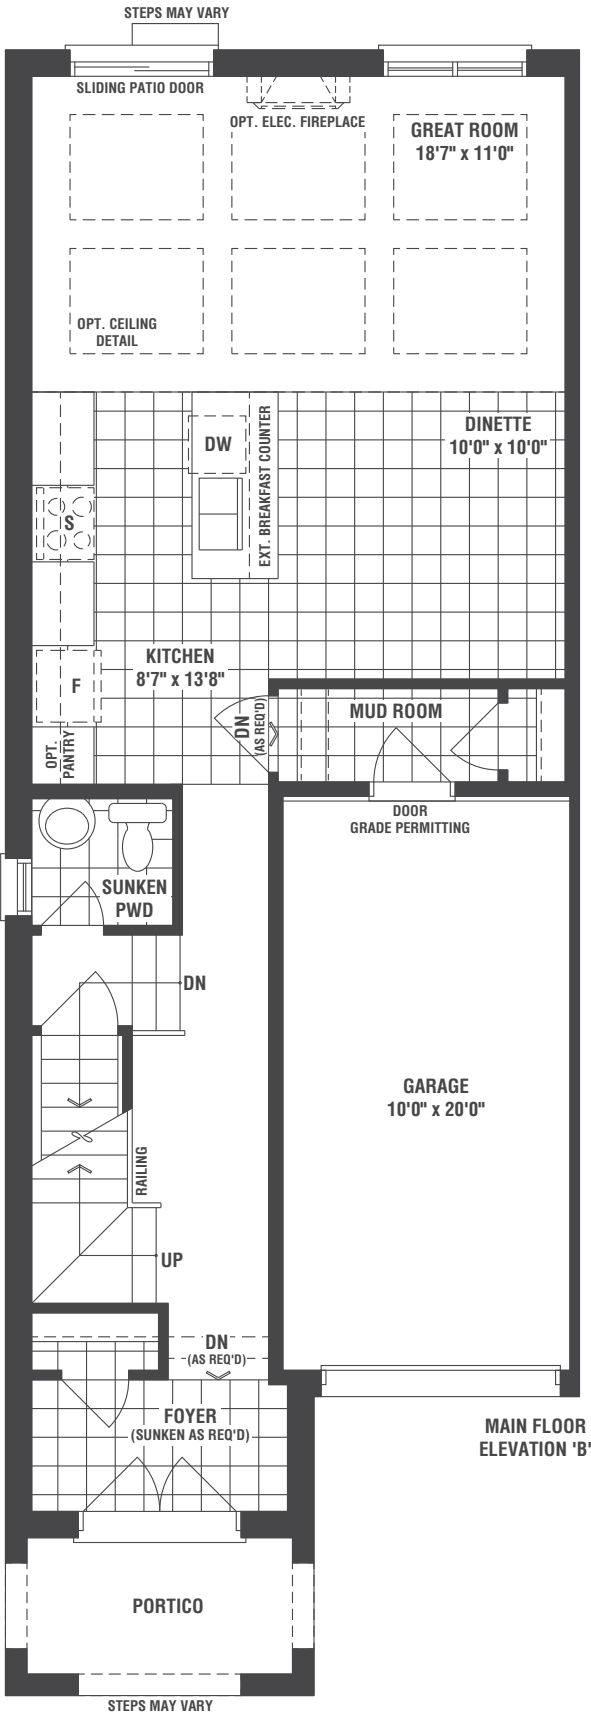 STEPS MAY VARY
SLIDING PATIO DOOR
OPT. ELEC. FIREPLACE
GREAT ROOM
18'7" x 11'0"
OPT. CEILING
DETAIL
DINETTE
10'0" x 10'0"
DW
EXT. BREAKFAST COUNTER
S
KITCHEN
8'7" x 13'8"
F
OPT.
PANTRY
DN
(AS REQ'D)
MUD ROOM
DOOR
GRADE PERMITTING
SUNKEN
PWD
DN
GARAGE
10'0" x 20'0"
RAILING
UP
DN
(AS REQ'D)
FOYER
(SUNKEN AS REQ'D)
MAIN FLOOR
ELEVATION 'B'
PORTICO
STEPS MAY VARY